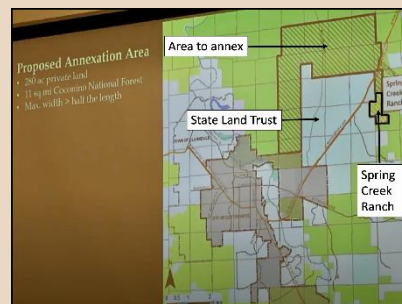 Proposed Annexation Area
• 280 ac private land
• 11 sq mi Coconino National Forest
• Max. width > half the length
Area to annex
State Land Trust
Spring
Creek
Ranch
Spring
Creek
Ranch